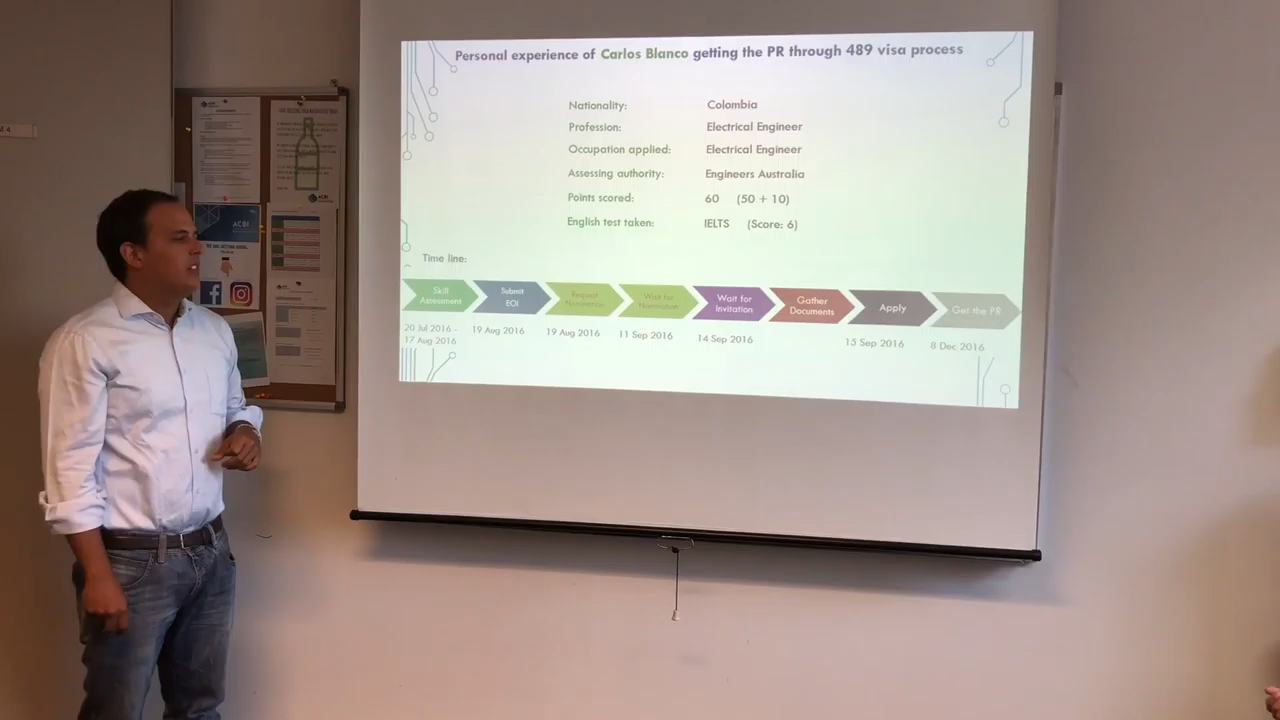 Personal experience of Carlos Blanco getting the PR through 489 visa process
Nationality: Colombia
Profession: Electrical Engineer
Occupation applied: Electrical Engineer
Assessing authority: Engineers Australia
Points scored: 60 (50 + 10)
English test taken: IELTS (Score: 6)
Time line:
Skill Assessment
Submit EOI
Request Nomination
Wait for Nomination
Wait for Invitation
Gather Documents
Apply
Get the PR
20 Jul 2016 - 17 Aug 2016
19 Aug 2016
19 Aug 2016
11 Sep 2016
14 Sep 2016
15 Sep 2016
8 Dec 2016
ACBI